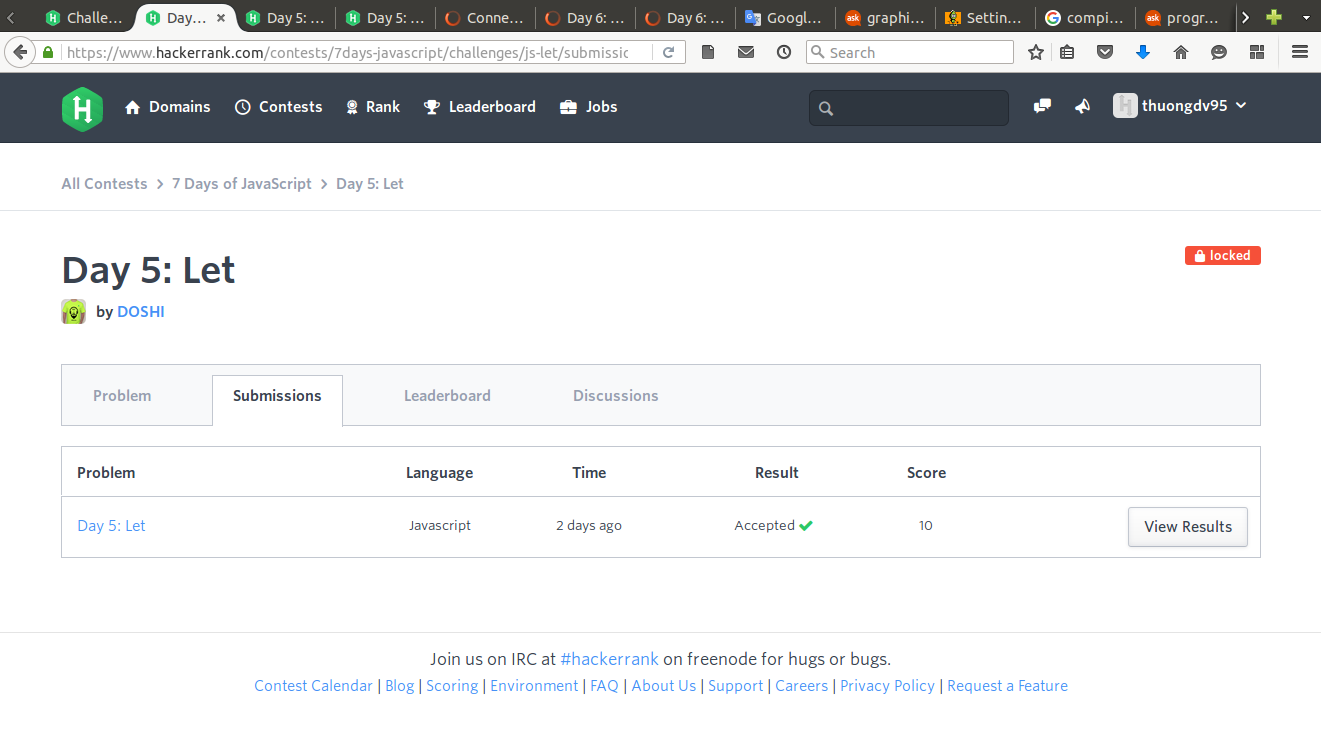 Challe... Day... Day 5: ... Day 5: ... Conne... Day 6: ... Day 6: ... Googl... graphi... Settin... compi... progr...
https://www.hackerrank.com/contests/7days-javascript/challenges/js-let/submissic Search
H Domains Contests Rank Leaderboard Jobs thuongdv95
All Contests > 7 Days of JavaScript > Day 5: Let
Day 5: Let locked
by DOSHI
Problem Submissions Leaderboard Discussions
Problem Language Time Result Score
Day 5: Let Javascript 2 days ago Accepted 10 View Results
Join us on IRC at #hackerrank on freenode for hugs or bugs.
Contest Calendar | Blog | Scoring | Environment | FAQ | About Us | Support | Careers | Privacy Policy | Request a Feature